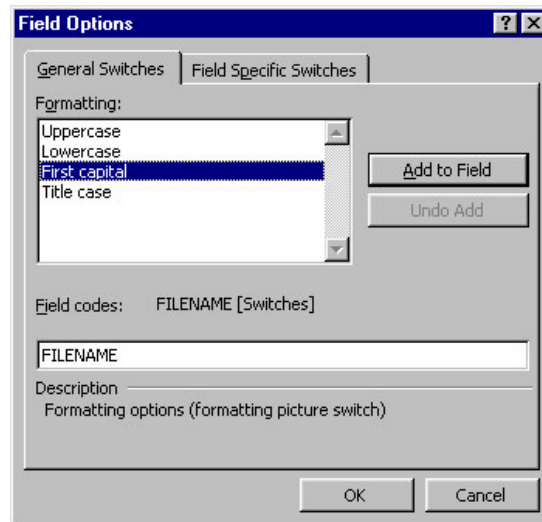 Field Options
General Switches
Field Specific Switches
Formatting:
Uppercase
Lowercase
First capital
Title case
Add to Field
Undo Add
Field codes: FILENAME [Switches]
FILENAME
Description
Formatting options (formatting picture switch)
OK
Cancel